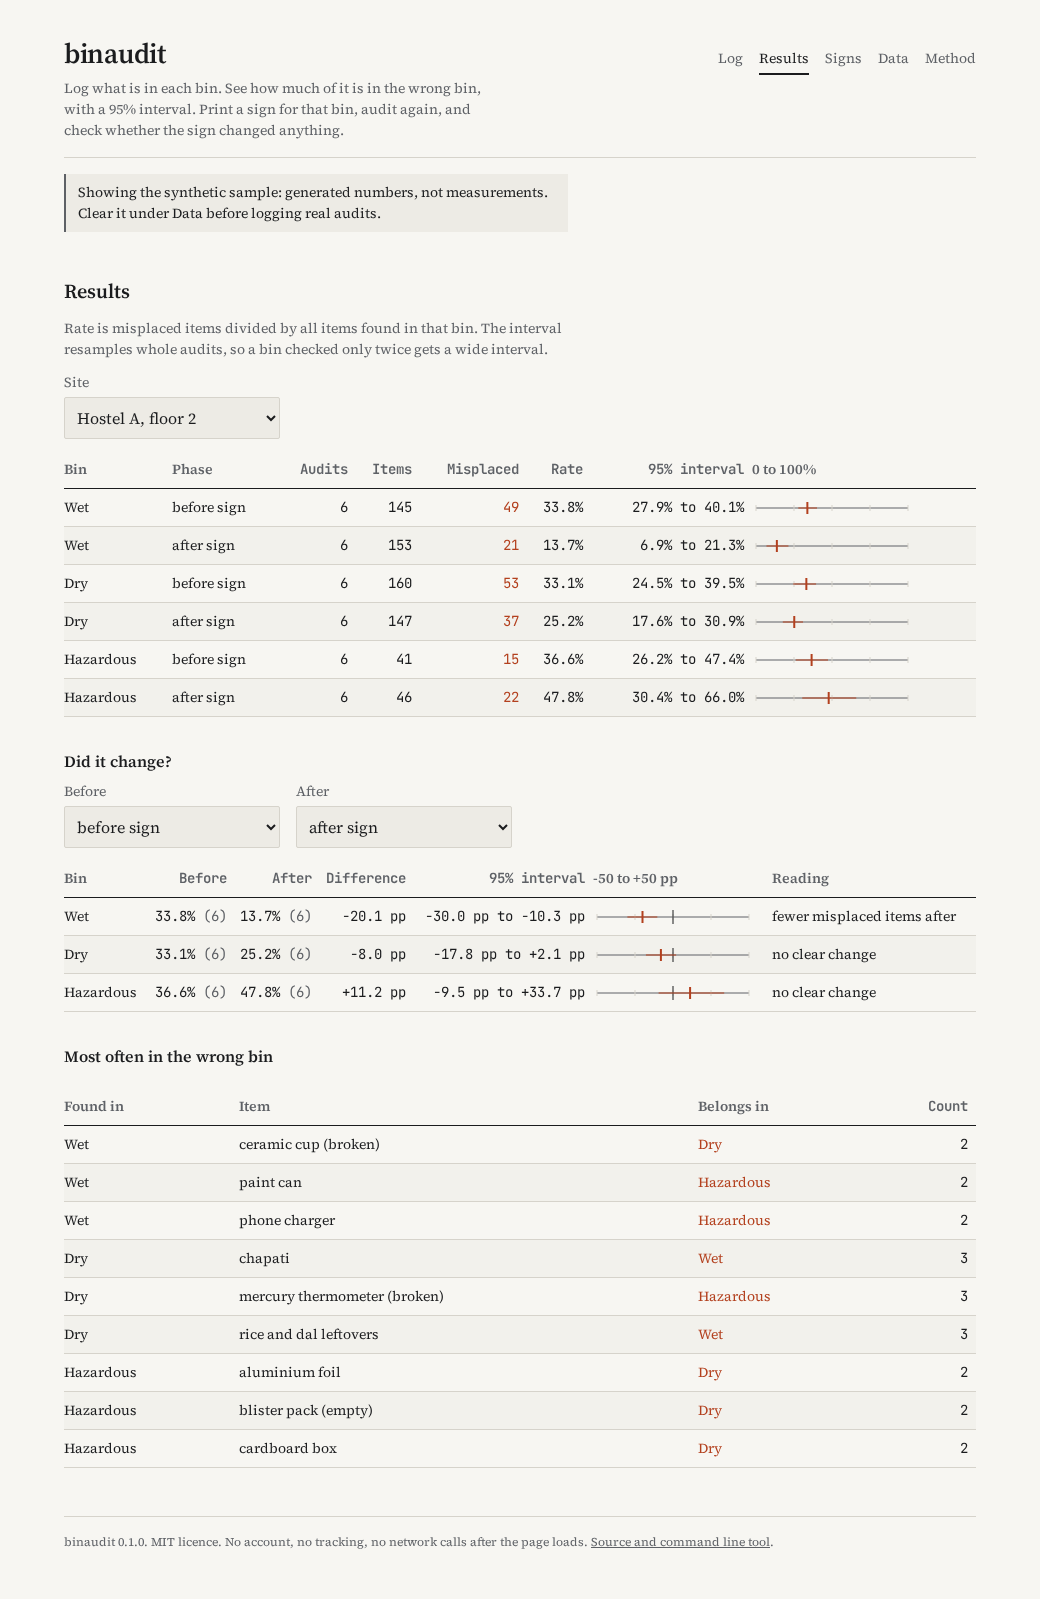 binaudit
Log Results Signs Data Method
Log what is in each bin. See how much of it is in the wrong bin,
with a 95% interval. Print a sign for that bin, audit again, and
check whether the sign changed anything.
Showing the synthetic sample: generated numbers, not measurements.
Clear it under Data before logging real audits.
Results
Rate is misplaced items divided by all items found in that bin. The interval
resamples whole audits, so a bin checked only twice gets a wide interval.
Site
Hostel A, floor 2
Bin Phase Audits Items Misplaced Rate 95% interval 0 to 100%
Wet before sign 6 145 49 33.8% 27.9% to 40.1%
Wet after sign 6 153 21 13.7% 6.9% to 21.3%
Dry before sign 6 160 53 33.1% 24.5% to 39.5%
Dry after sign 6 147 37 25.2% 17.6% to 30.9%
Hazardous before sign 6 41 15 36.6% 26.2% to 47.4%
Hazardous after sign 6 46 22 47.8% 30.4% to 66.0%
Did it change?
Before After
before sign after sign
Bin Before After Difference 95% interval -50 to +50 pp Reading
Wet 33.8% (6) 13.7% (6) -20.1 pp -30.0 pp to -10.3 pp fewer misplaced items after
Dry 33.1% (6) 25.2% (6) -8.0 pp -17.8 pp to +2.1 pp no clear change
Hazardous 36.6% (6) 47.8% (6) +11.2 pp -9.5 pp to +33.7 pp no clear change
Most often in the wrong bin
Found in Item Belongs in Count
Wet ceramic cup (broken) Dry 2
Wet paint can Hazardous 2
Wet phone charger Hazardous 2
Dry chapati Wet 3
Dry mercury thermometer (broken) Hazardous 3
Dry rice and dal leftovers Wet 3
Hazardous aluminium foil Dry 2
Hazardous blister pack (empty) Dry 2
Hazardous cardboard box Dry 2
binaudit 0.1.0. MIT licence. No account, no tracking, no network calls after the page loads. Source and command line tool.